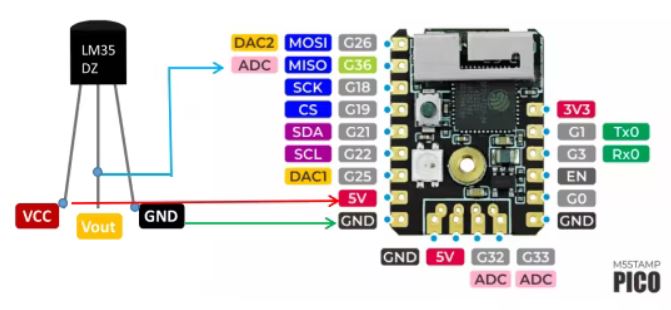 LM35
DZ
VCC
Vout
GND
DAC2 MOSI G26
ADC MISO G36
SCK G18
CS G19
SDA G21
SCL G22
DAC1 G25
5V
GND
3V3
G1 Tx0
G3 Rx0
EN
G0
GND
GND 5V G32 G33
ADC ADC
M5STAMP
PICO